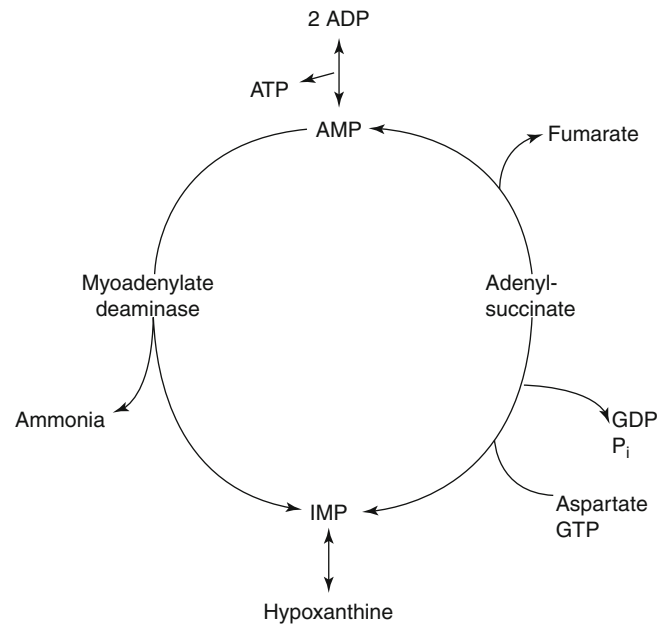 2 ADP
ATP
AMP
Fumarate
Myoadenylate
deaminase
Adenyl-
succinate
Ammonia
GDP
Pi
Aspartate
GTP
IMP
Hypoxanthine